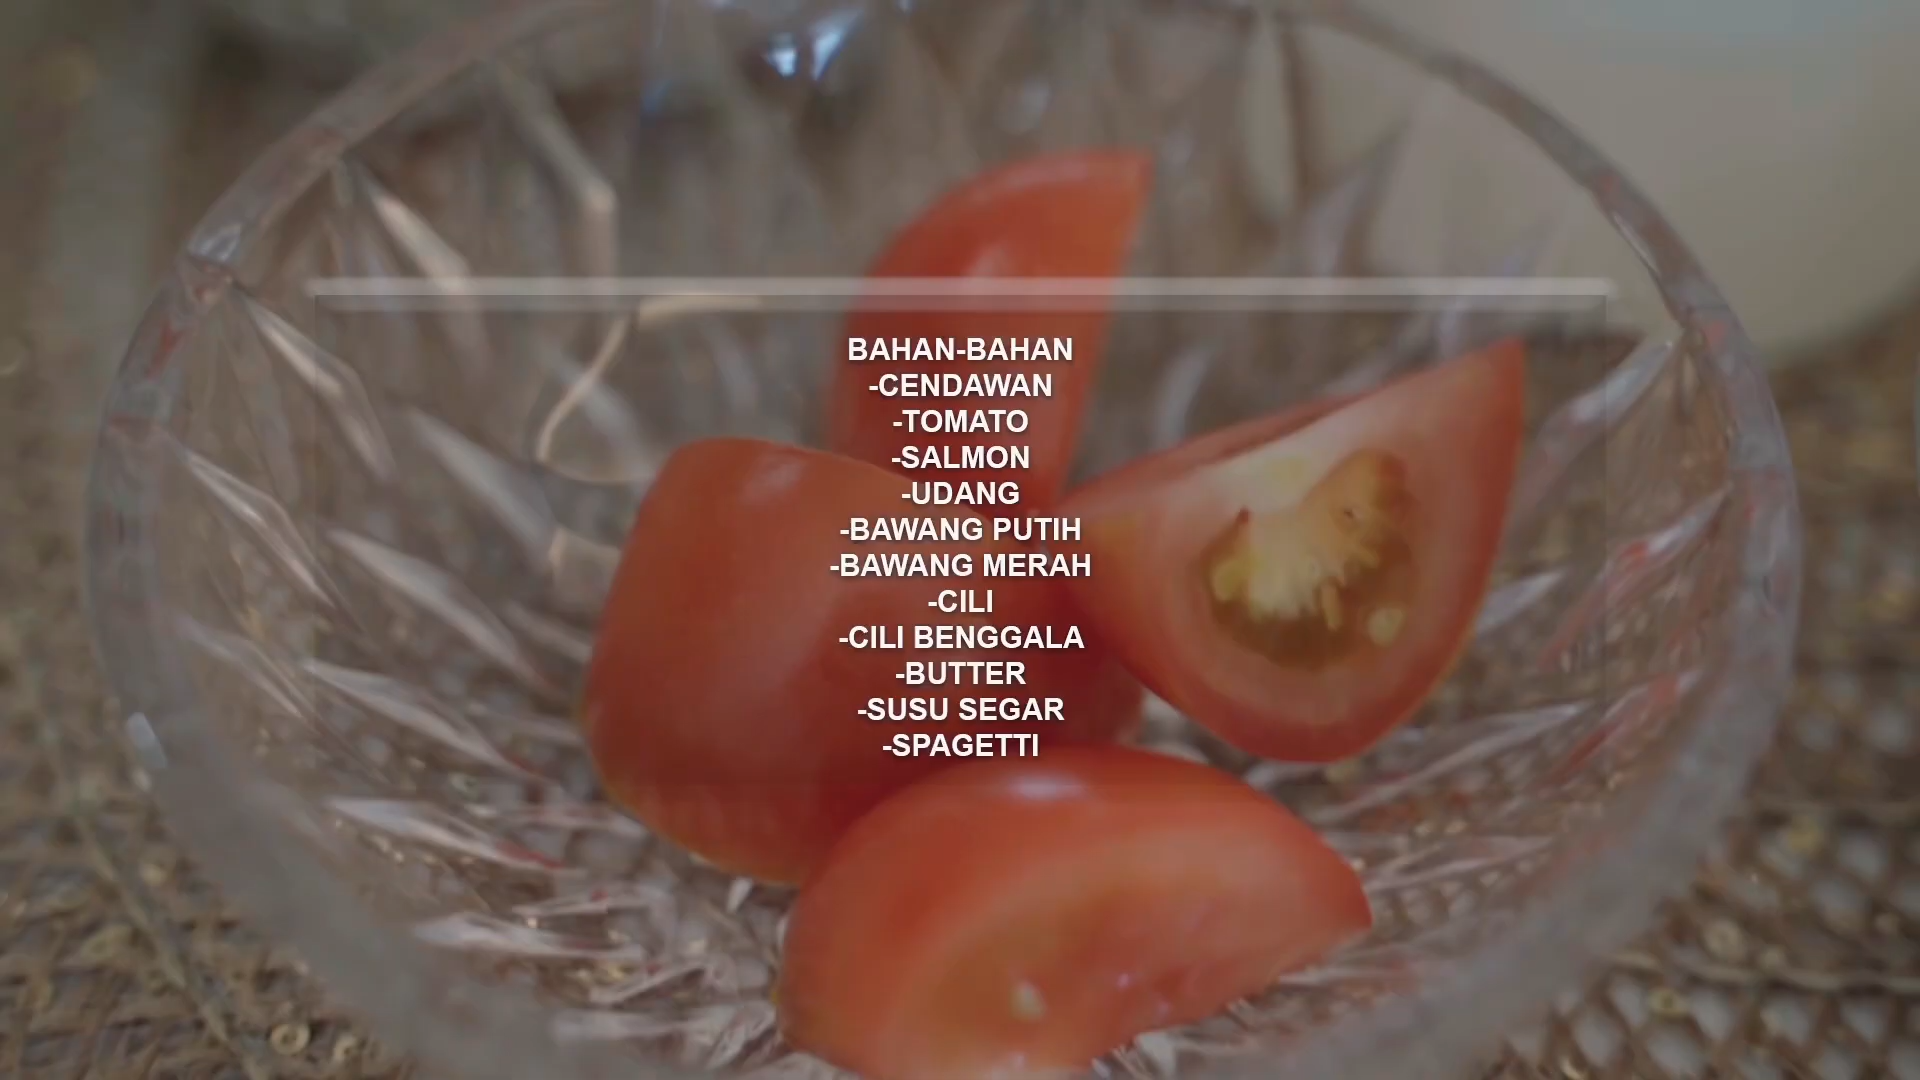 BAHAN-BAHAN
-CENDAWAN
-TOMATO
-SALMON
-UDANG
-BAWANG PUTIH
-BAWANG MERAH
-CILI
-CILI BENGGALA
-BUTTER
-SUSU SEGAR
-SPAGETTI